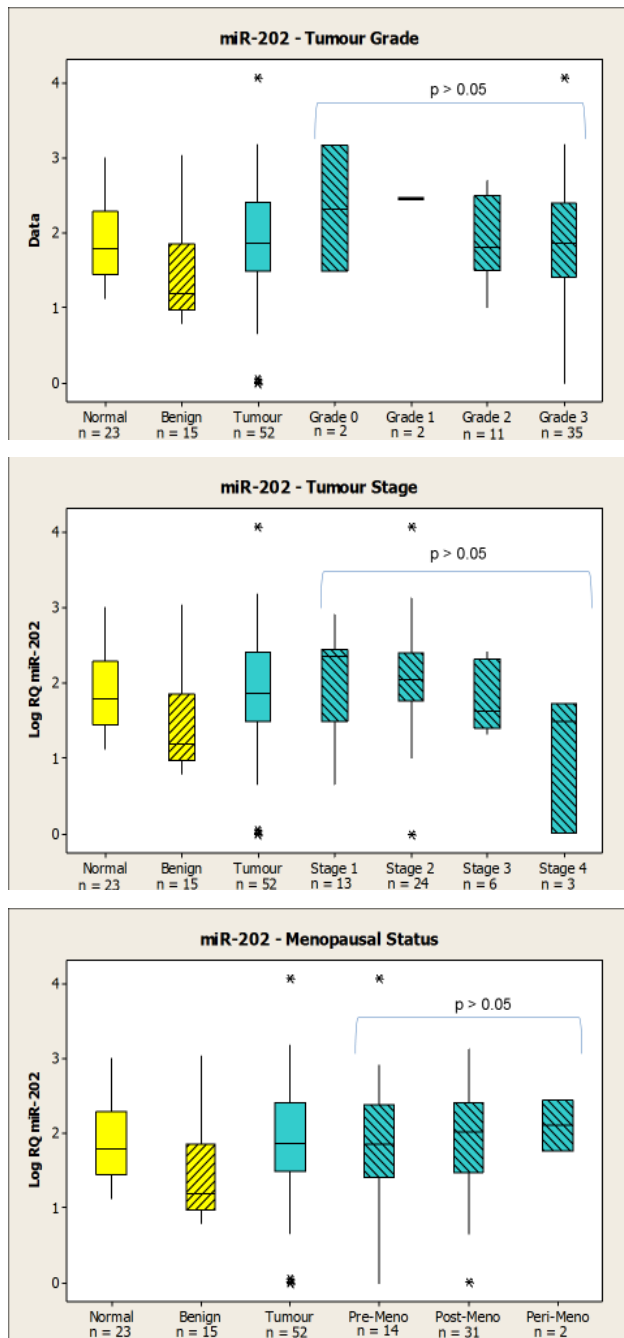 miR-202 - Tumour Grade
p > 0.05
Data
4
3
2
1
0
Normal Benign Tumour Grade 0 Grade 1 Grade 2 Grade 3
n = 23 n = 15 n = 52 n = 2 n = 2 n = 11 n = 35
miR-202 - Tumour Stage
p > 0.05
Log RQ miR-202
4
3
2
1
0
Normal Benign Tumour Stage 1 Stage 2 Stage 3 Stage 4
n = 23 n = 15 n = 52 n = 13 n = 24 n = 6 n = 3
miR-202 - Menopausal Status
p > 0.05
Log RQ miR-202
4
3
2
1
0
Normal Benign Tumour Pre-Meno Post-Meno Peri-Meno
n = 23 n = 15 n = 52 n = 14 n = 31 n = 2